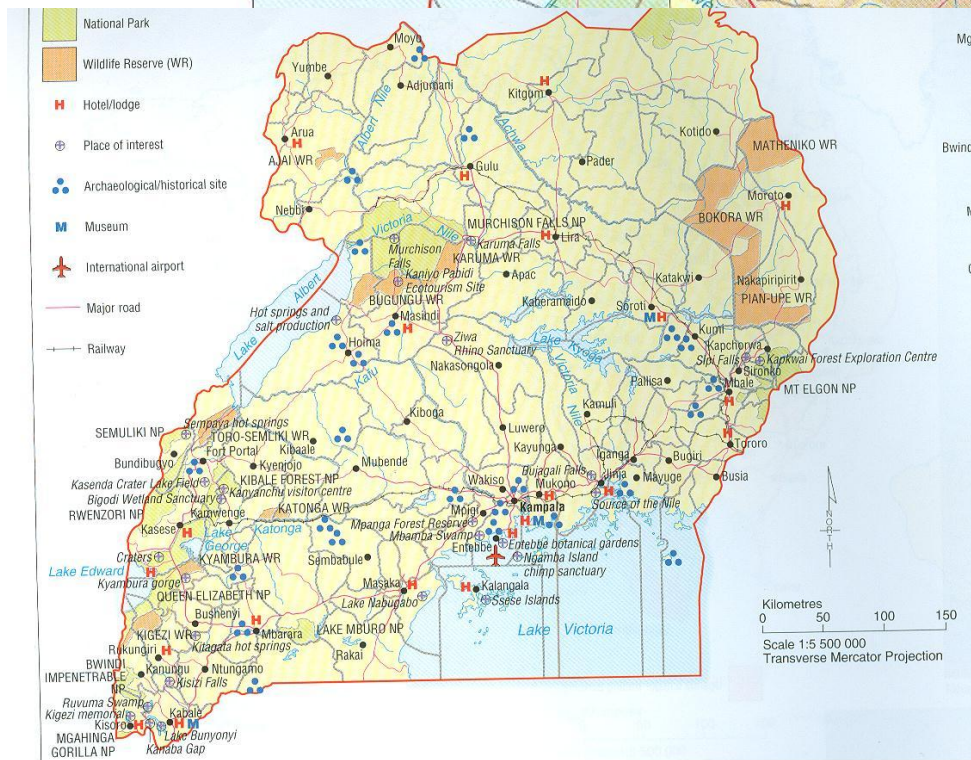 National Park
Wildlife Reserve (WR)
Hotel/lodge
Place of interest
Archaeological/historical site
Museum
International airport
Major road
Railway
Moyo
Yumbe
Adjumani
Kitgum
Albert Nile
Achwa
Arua
AJAI WR
Kotido
MATHENIKO WR
Pader
Gulu
Moroto
Nebbi
BOKORA WR
Victoria Nile
MURCHISON FALLS NP
Karuma Falls
Lira
Murchison
Falls
KARUMA WR
Kaniyo Pabidi
Ecotourism Site
Apac
Katakwi
Nakapiripirit
PIAN-UPE WR
Lake Albert
BUGUNGU WR
Kaberamaido
Soroti
Hot springs and
salt production
Masindi
Kumi
Hoima
Ziwa
Rhino Sanctuary
Lake Kyoga
Kapchorwa
Sipi Falls
Kapkwai Forest Exploration Centre
Sironko
Nakasongola
Kafu
Victoria Nile
Pallisa
Mbale
MT ELGON NP
Kamuli
Kiboga
Luwero
SEMULIKI NP
Sempaya hot springs
TORO-SEMLIKI WR
Kibaale
Tororo
Bundibugyo
Fort Portal
Kyenjojo
Mubende
Kayunga
Iganga
Bugiri
Kasenda Crater Lake Field
KIBALE FOREST NP
Bujagali Falls
Jinja
Mayuge
Busia
Bigodi Wetland Sanctuary
Kanyanchu visitor centre
Wakiso
Mukono
RWENZORI NP
Kamwenge
KATONGA WR
Mpigi
Kampala
Source of the Nile
Kasese
Lake
George
Katonga
Mpanga Forest Reserve
Mbamba Swamp
Entebbe
Entebbe botanical gardens
Craters
KYAMBURA WR
Sembabule
Ngamba Island
chimp sanctuary
Lake Edward
Kyambura gorge
QUEEN ELIZABETH NP
Masaka
Kalangala
Lake Nabugabo
Ssese Islands
Bushenyi
KIGEZI WR
Mbarara
LAKE MBURO NP
Lake Victoria
Kitagata hot springs
Rukungiri
Rakai
BWINDI
IMPENETRABLE
NP
Kanungu
Ntungamo
Kisizi Falls
Ruvuma Swamp
Kigezi memorial
Kabale
Kisoro
Lake Bunyonyi
MGAHINGA
GORILLA NP
Kanaba Gap
NORTH
Kilometres
0 50 100 150
Scale 1:5 500 000
Transverse Mercator Projection
Bwind